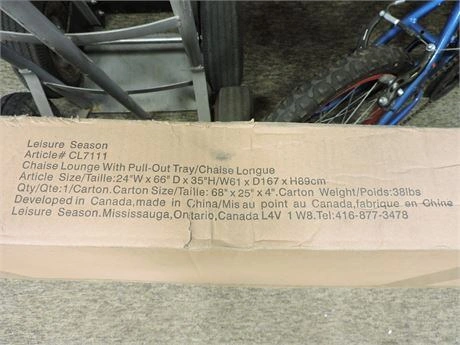 Leisure Season
Article# CL7111
Chaise Lounge With Pull-Out Tray/Chaise Longue
Article Size/Taille:24"W x 66" D x 35"H/W61 x D167 x H89cm
Qty/Qte:1/Carton.Carton Size/Taille: 68"x 25"x 4".Carton Weight/Poids:38lbs
Developed in Canada,made in China/Mis au point au Canada,fabrique en Chine
Leisure Season.Mississauga,Ontario,Canada L4V 1W8.Tel:416-877-3478